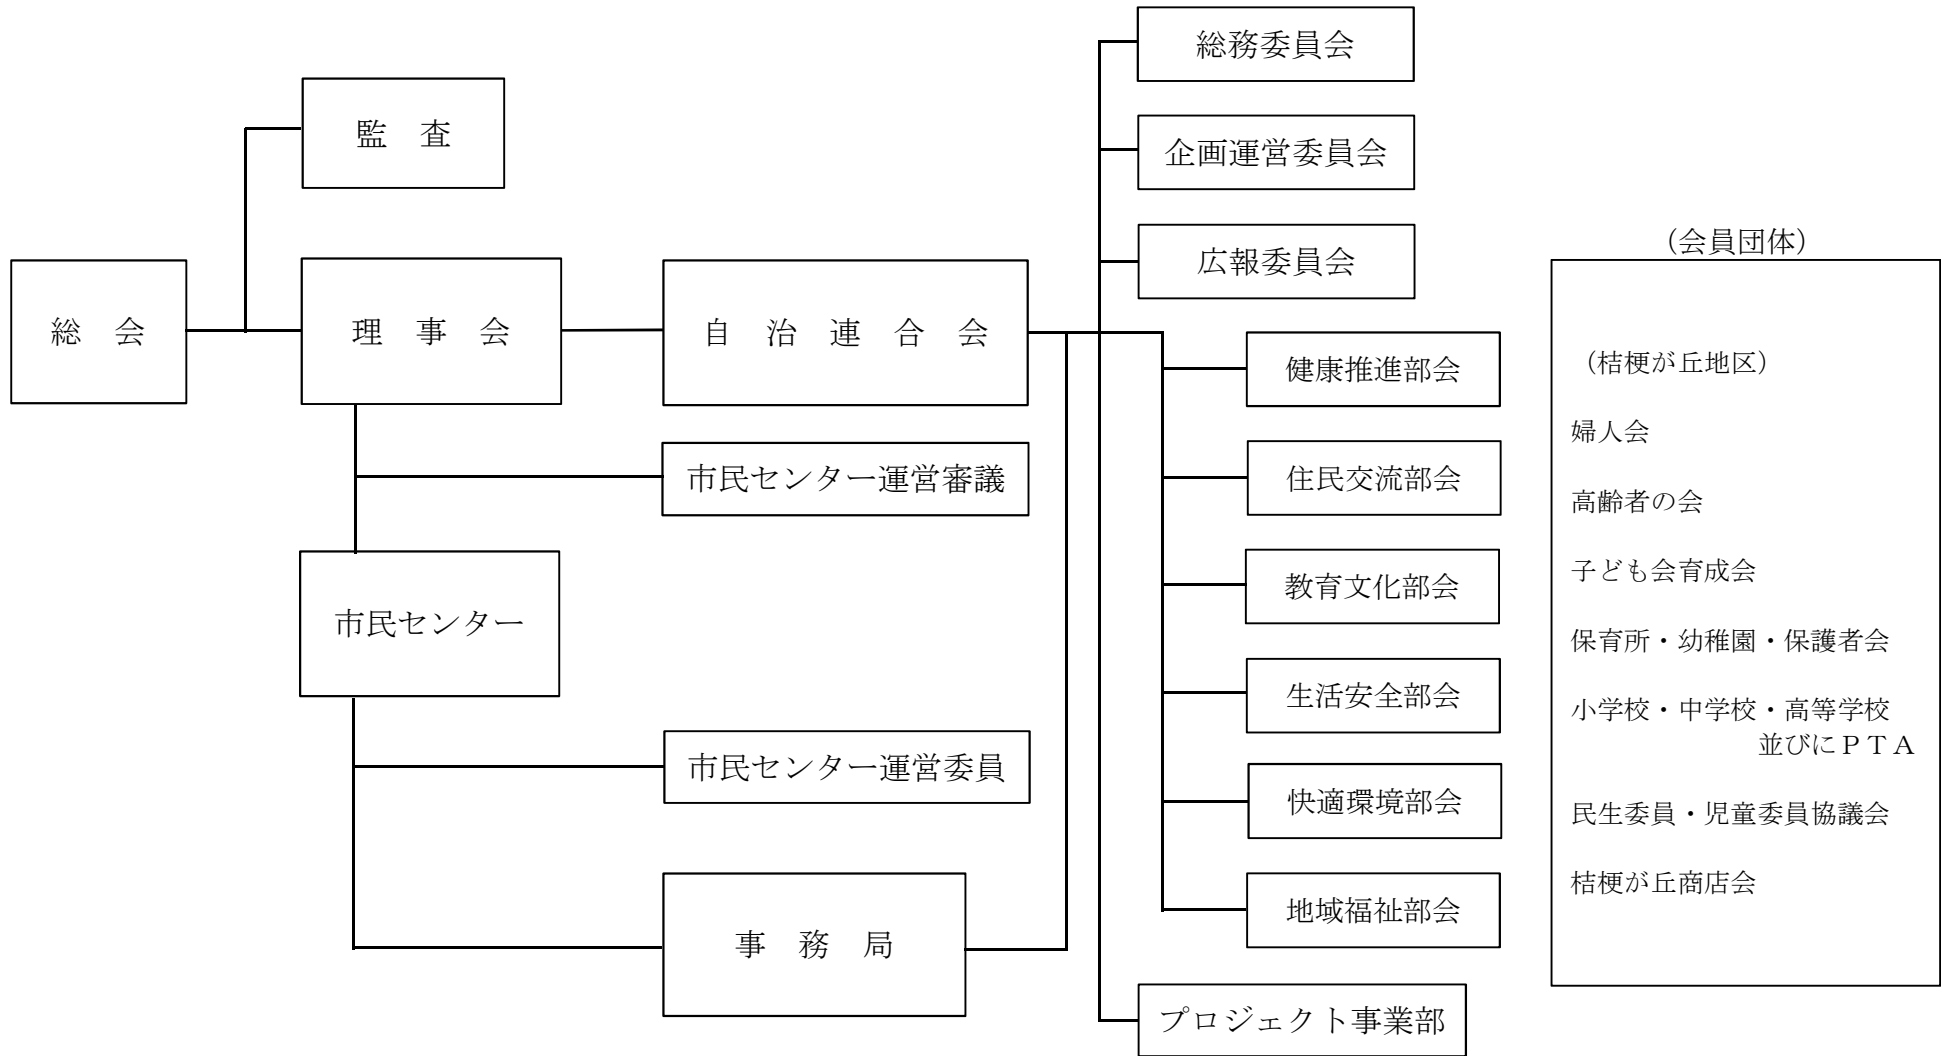 総務委員会
監　査
企画運営委員会
広報委員会
（会員団体）
総　会
理　事　会
自　治　連　合　会
健康推進部会
市民センター運営審議
住民交流部会
市民センター
教育文化部会
生活安全部会
市民センター運営委員
快適環境部会
事　務　局
地域福祉部会
プロジェクト事業部
（桔梗が丘地区）
婦人会
高齢者の会
子ども会育成会
保育所・幼稚園・保護者会
小学校・中学校・高等学校
並びにＰＴＡ
民生委員・児童委員協議会
桔梗が丘商店会